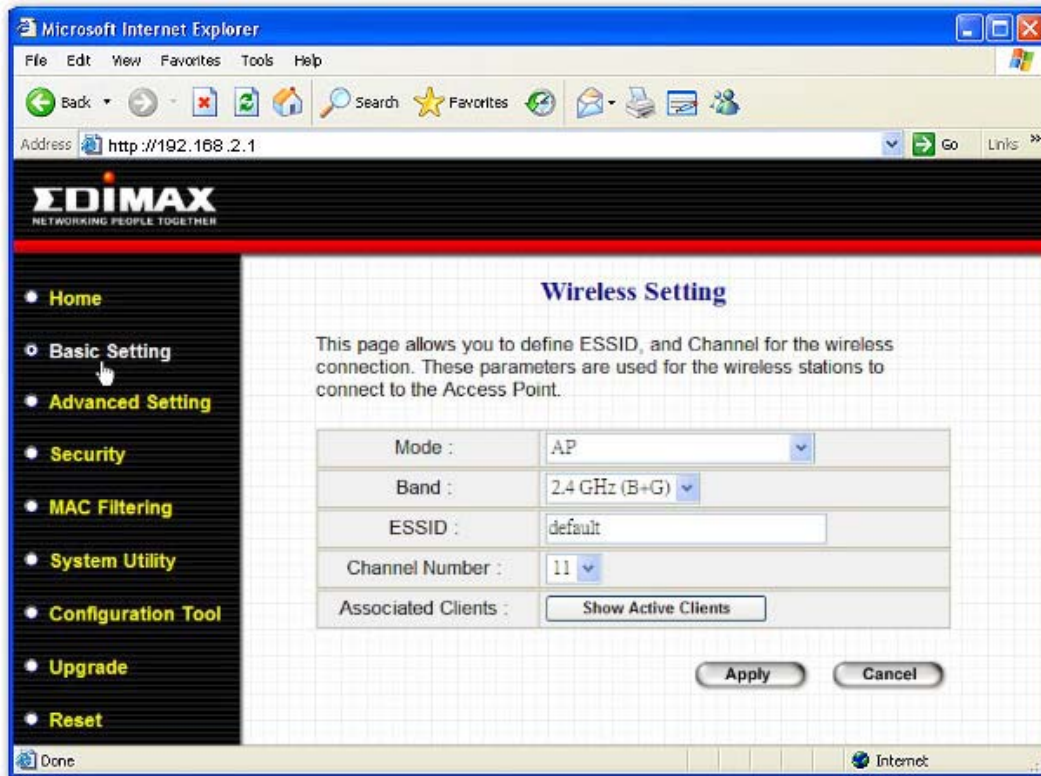 Microsoft Internet Explorer
File Edit View Favorites Tools Help
Back Search Favorites
Address http://192.168.2.1 Go Links »
EDIMAX
NETWORKING PEOPLE TOGETHER
Home
Basic Setting
Advanced Setting
Security
MAC Filtering
System Utility
Configuration Tool
Upgrade
Reset
Wireless Setting
This page allows you to define ESSID, and Channel for the wireless
connection. These parameters are used for the wireless stations to
connect to the Access Point.
Mode : AP
Band : 2.4 GHz (B+G)
ESSID : default
Channel Number : 11
Associated Clients : Show Active Clients
Apply Cancel
Done Internet